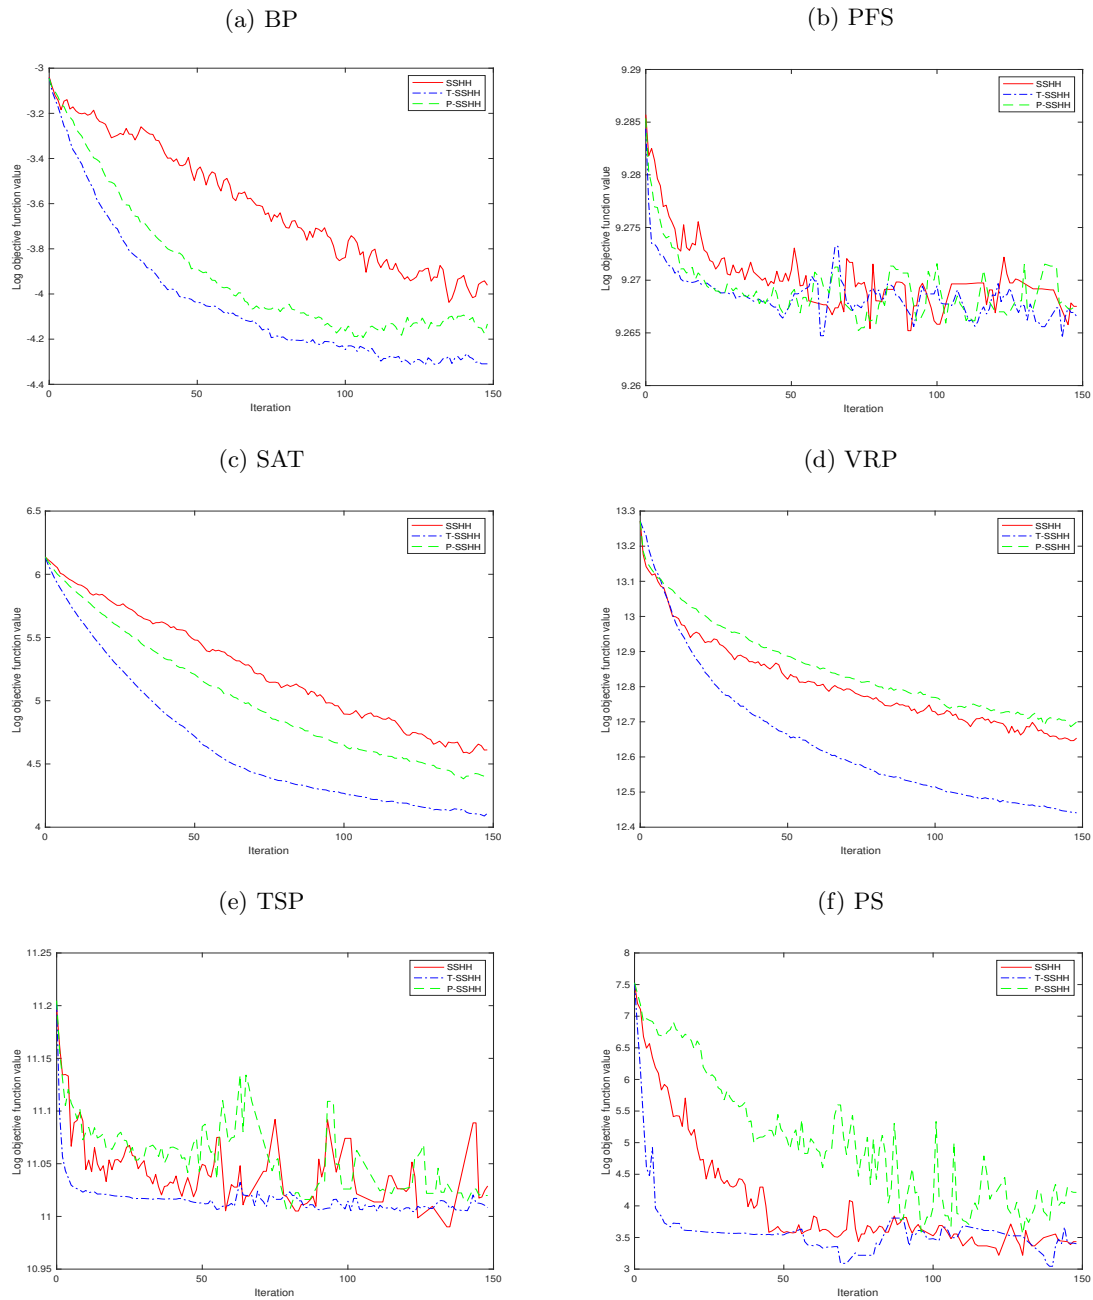 (a) BP
-3
-3.2
-3.4
-3.6
-3.8
-4
-4.2
-4.4
0
50
100
150
Iteration
Log objective function value
SSHH
T-SSHH
P-SSHH
(b) PFS
9.29
9.285
9.28
9.275
9.27
9.265
9.26
0
50
100
150
Iteration
Log objective function value
SSHH
T-SSHH
P-SSHH
(c) SAT
6.5
6
5.5
5
4.5
4
0
50
100
150
Iteration
Log objective function value
SSHH
T-SSHH
P-SSHH
(d) VRP
13.3
13.2
13.1
13
12.9
12.8
12.7
12.6
12.5
12.4
0
50
100
150
Iteration
Log objective function value
SSHH
T-SSHH
P-SSHH
(e) TSP
11.25
11.2
11.15
11.1
11.05
11
10.95
0
50
100
150
Iteration
Log objective function value
SSHH
T-SSHH
P-SSHH
(f) PS
8
7.5
7
6.5
6
5.5
5
4.5
4
3.5
3
0
50
100
150
Iteration
Log objective function value
SSHH
T-SSHH
P-SSHH